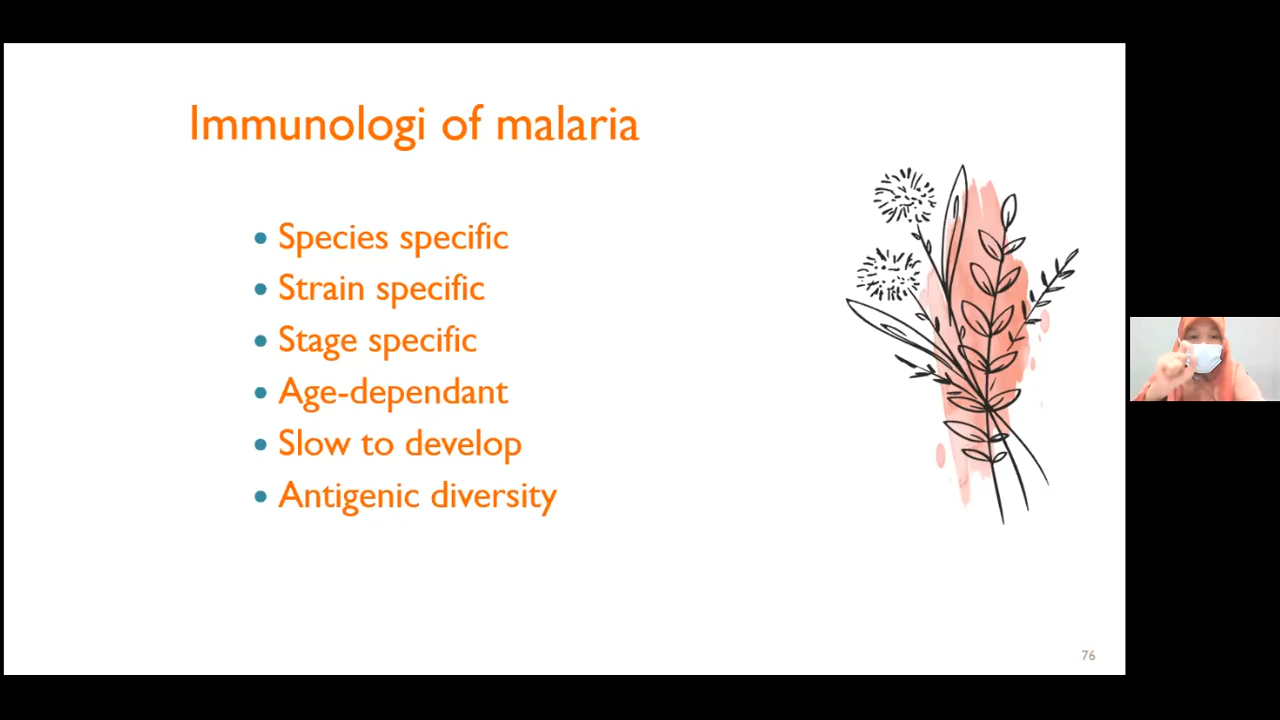 Immunologi of malaria
• Species specific
• Strain specific
• Stage specific
• Age-dependant
• Slow to develop
• Antigenic diversity
76